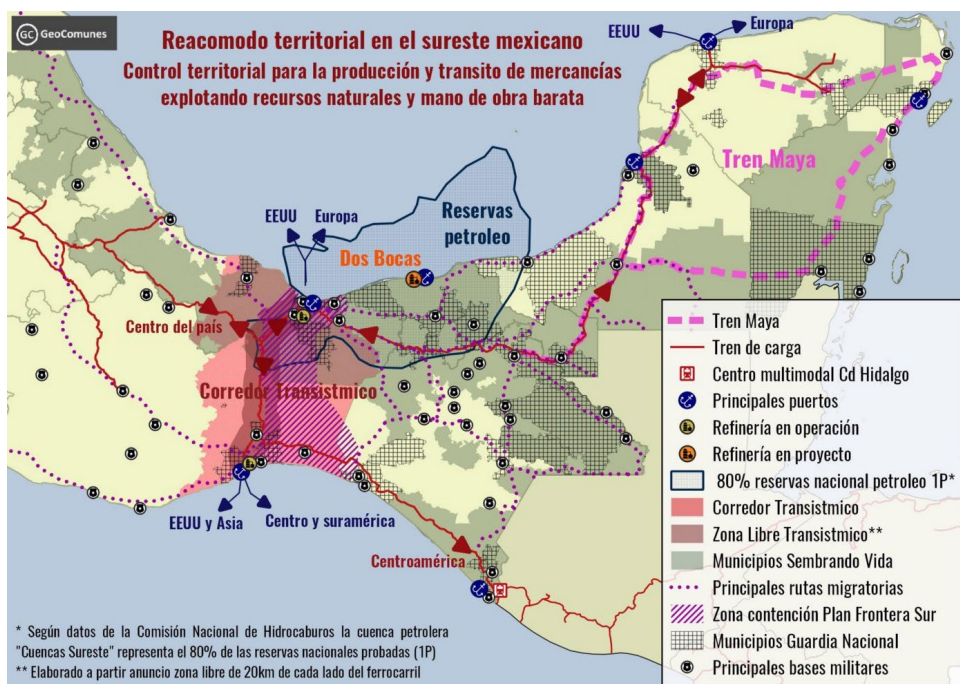 GC GeoComunes
Reacomodo territorial en el sureste mexicano
Control territorial para la producción y transito de mercancías
explotando recursos naturales y mano de obra barata
EEUU
Europa
Tren Maya
EEUU
Europa
Reservas
petroleo
Dos Bocas
Centro del país
Corredor Transístmico
EEUU y Asia
Centro y suramérica
Centroamérica
Tren Maya
Tren de carga
Centro multimodal Cd Hidalgo
Principales puertos
Refinería en operación
Refinería en proyecto
80% reservas nacional petroleo 1P*
Corredor Transístmico
Zona Libre Transístmico**
Municipios Sembrando Vida
Principales rutas migratorias
Zona contención Plan Frontera Sur
Municipios Guardia Nacional
Principales bases militares
* Según datos de la Comisión Nacional de Hidrocaburos la cuenca petrolera
"Cuencas Sureste" representa el 80% de las reservas nacionales probadas (1P)
** Elaborado a partir anuncio zona libre de 20km de cada lado del ferrocarril